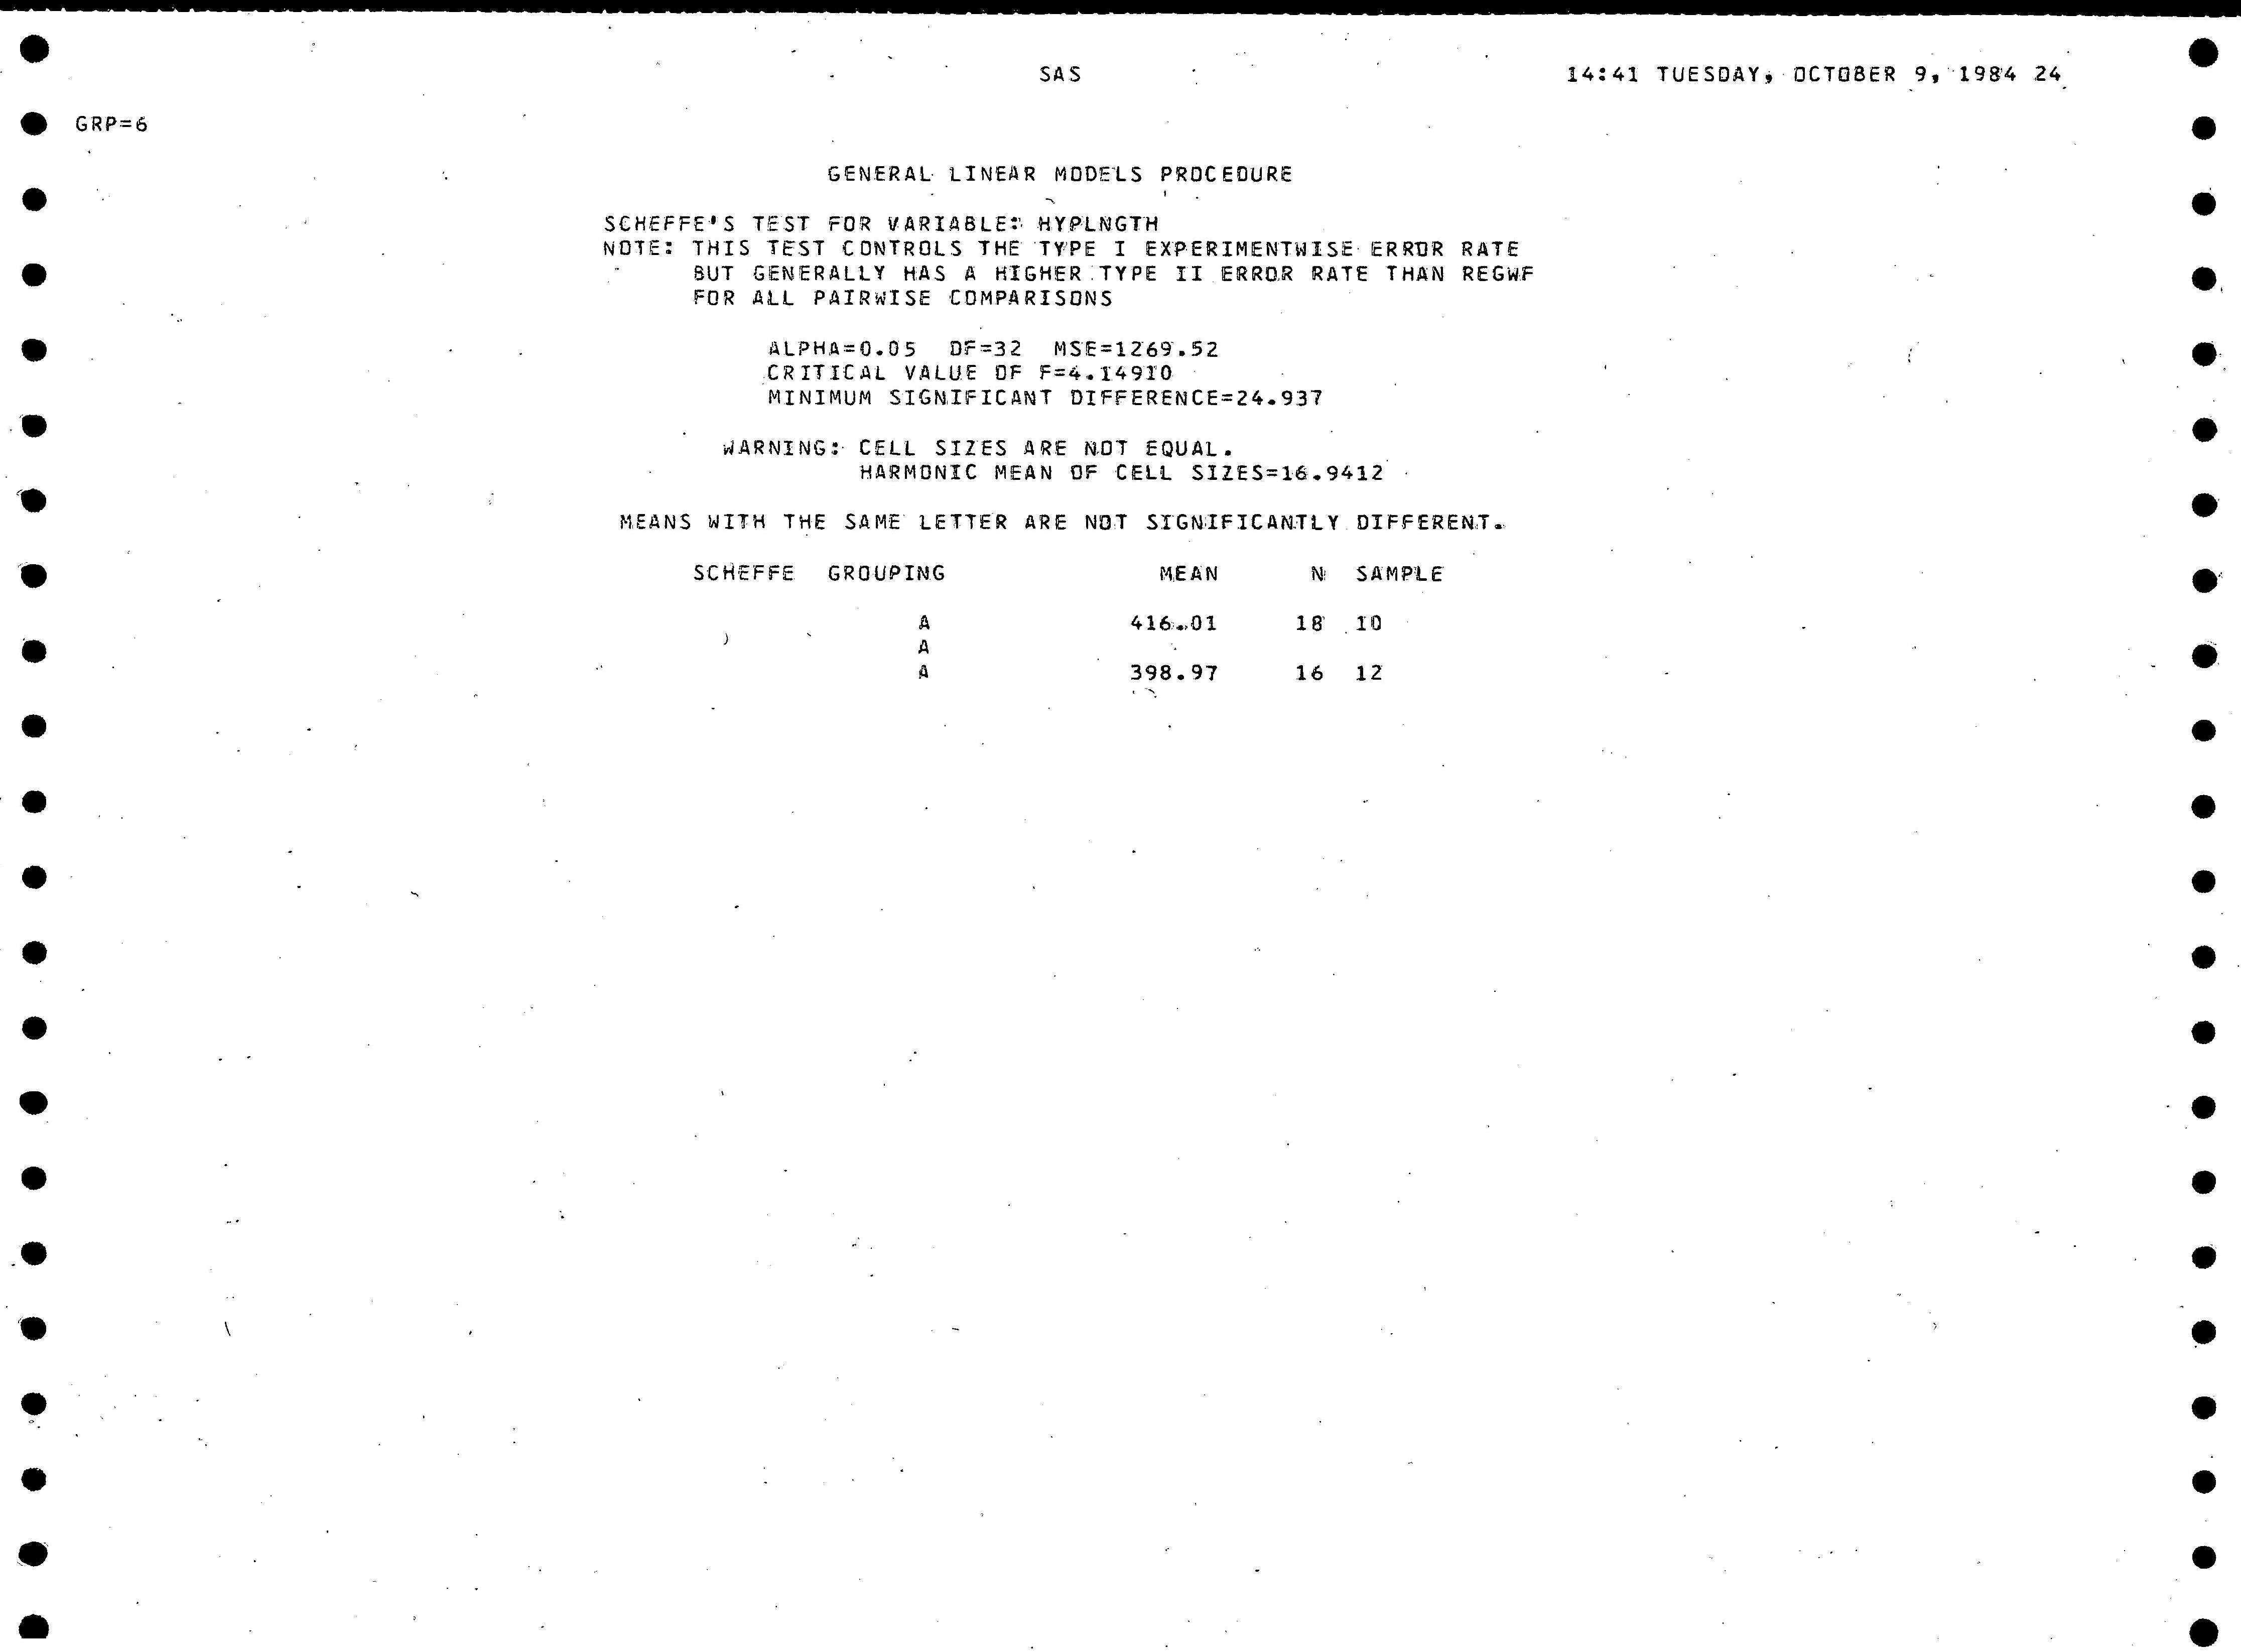 SAS 14:41 TUESDAY, OCTOBER 9, 1984 24
GRP=6
GENERAL LINEAR MODELS PROCEDURE
SCHEFFE'S TEST FOR VARIABLE: HYPLNGTH
NOTE: THIS TEST CONTROLS THE TYPE I EXPERIMENTWISE ERROR RATE
BUT GENERALLY HAS A HIGHER TYPE II ERROR RATE THAN REGWF
FOR ALL PAIRWISE COMPARISONS
ALPHA=0.05 DF=32 MSE=1269.52
CRITICAL VALUE OF F=4.14910
MINIMUM SIGNIFICANT DIFFERENCE=24.937
WARNING: CELL SIZES ARE NOT EQUAL.
HARMONIC MEAN OF CELL SIZES=16.9412
MEANS WITH THE SAME LETTER ARE NOT SIGNIFICANTLY DIFFERENT.
SCHEFFE GROUPING MEAN N SAMPLE
A 416.01 18 10
A
A 398.97 16 12